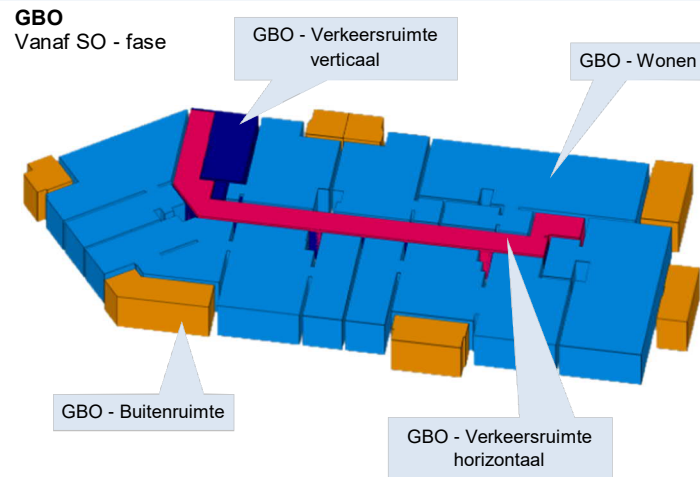 GBO
Vanaf SO - fase
GBO - Verkeersruimte
verticaal
GBO - Wonen
GBO - Buitenruimte
GBO - Verkeersruimte
horizontaal